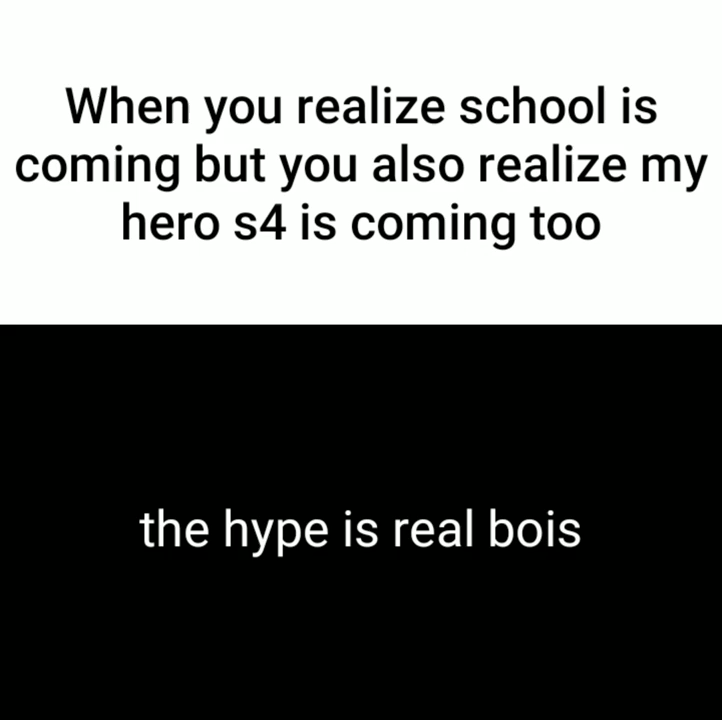 When you realize school is
coming but you also realize my
hero s4 is coming too
the hype is real bois